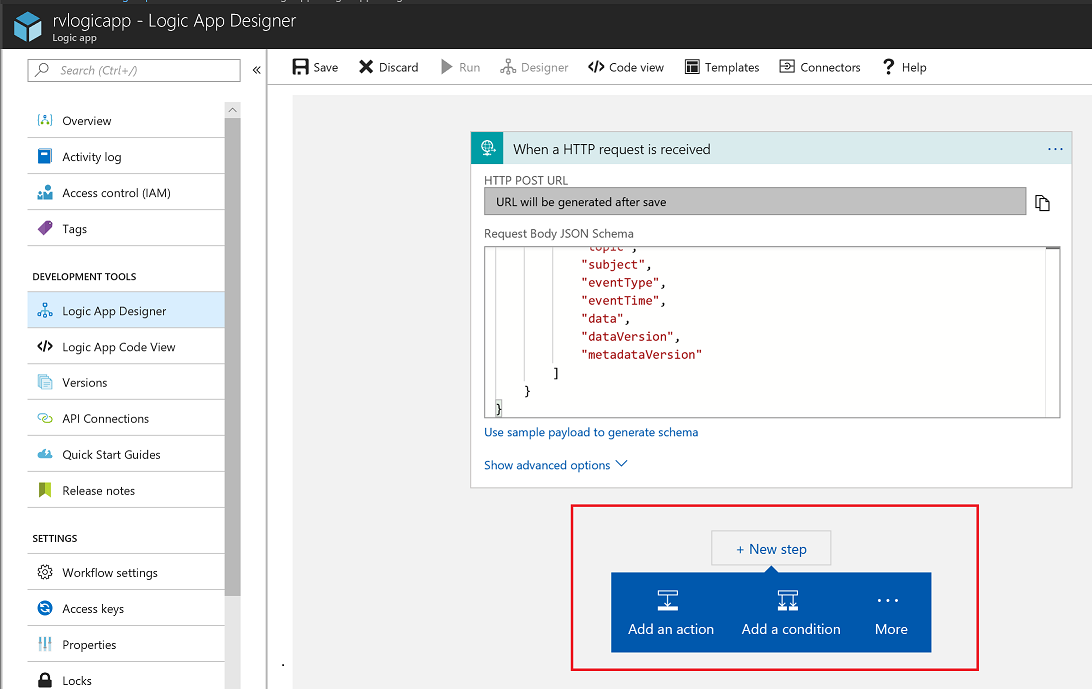 rvlogicapp - Logic App Designer
Logic app
Search (Ctrl+/)
«
Save
Discard
Run
Designer
Code view
Templates
Connectors
? Help
Overview
Activity log
Access control (IAM)
Tags
DEVELOPMENT TOOLS
Logic App Designer
Logic App Code View
Versions
API Connections
Quick Start Guides
Release notes
SETTINGS
Workflow settings
Access keys
Properties
Locks
When a HTTP request is received
...
HTTP POST URL
URL will be generated after save
Request Body JSON Schema
"topic",
"subject",
"eventType",
"eventTime",
"data",
"dataVersion",
"metadataVersion"
]
}
}
Use sample payload to generate schema
Show advanced options
+ New step
Add an action
Add a condition
... 
More
.